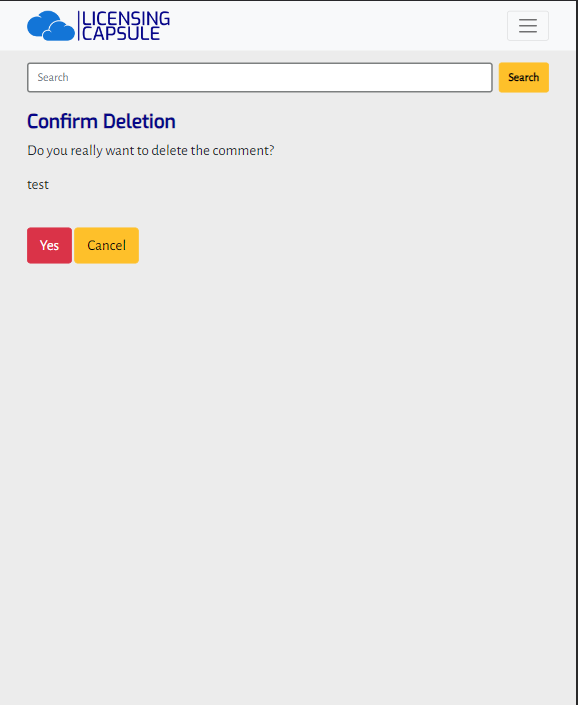 LICENSING
CAPSULE
Search
Search
Confirm Deletion
Do you really want to delete the comment?
test
Yes
Cancel